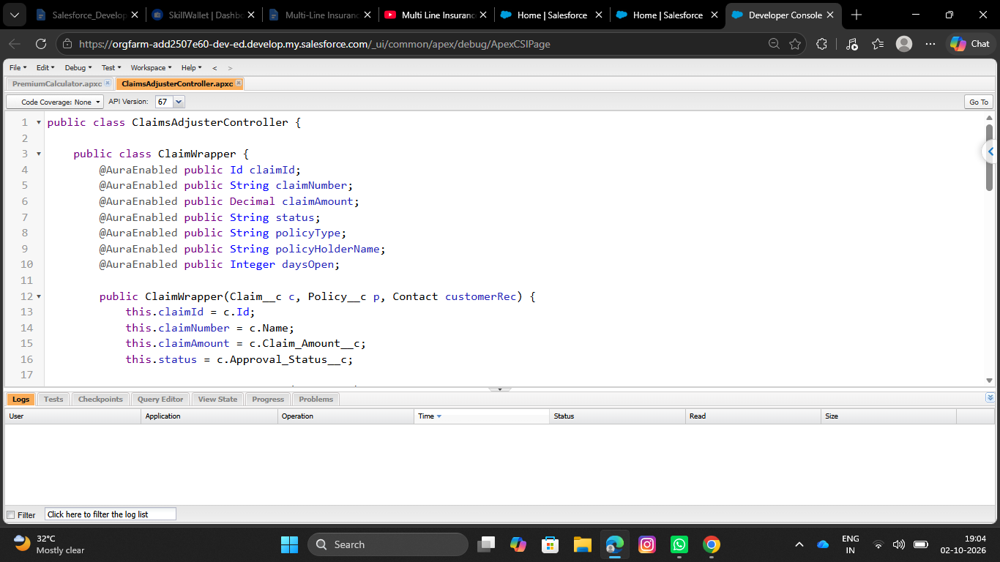 Salesforce_Develop
SkillWallet | Dashbo
Multi-Line Insuranc
Multi Line Insuranc
Home | Salesforce
Home | Salesforce
Developer Console
https://orgfarm-add2507e60-dev-ed.develop.my.salesforce.com/_ui/common/apex/debug/ApexCSIPage
Chat
File Edit Debug Test Workspace Help < >
PremiumCalculator.apxc ClaimsAdjusterController.apxc
Code Coverage: None API Version: 67 Go To
1 public class ClaimsAdjusterController {
2
3 public class ClaimWrapper {
4 @AuraEnabled public Id claimId;
5 @AuraEnabled public String claimNumber;
6 @AuraEnabled public Decimal claimAmount;
7 @AuraEnabled public String status;
8 @AuraEnabled public String policyType;
9 @AuraEnabled public String policyHolderName;
10 @AuraEnabled public Integer daysOpen;
11
12 public ClaimWrapper(Claim__c c, Policy__c p, Contact customerRec) {
13 this.claimId = c.Id;
14 this.claimNumber = c.Name;
15 this.claimAmount = c.Claim_Amount__c;
16 this.status = c.Approval_Status__c;
17
Logs Tests Checkpoints Query Editor View State Progress Problems
User Application Operation Time Status Read Size
Filter Click here to filter the log list
32°C
Mostly clear
Search
ENG
IN
19:04
02-10-2026